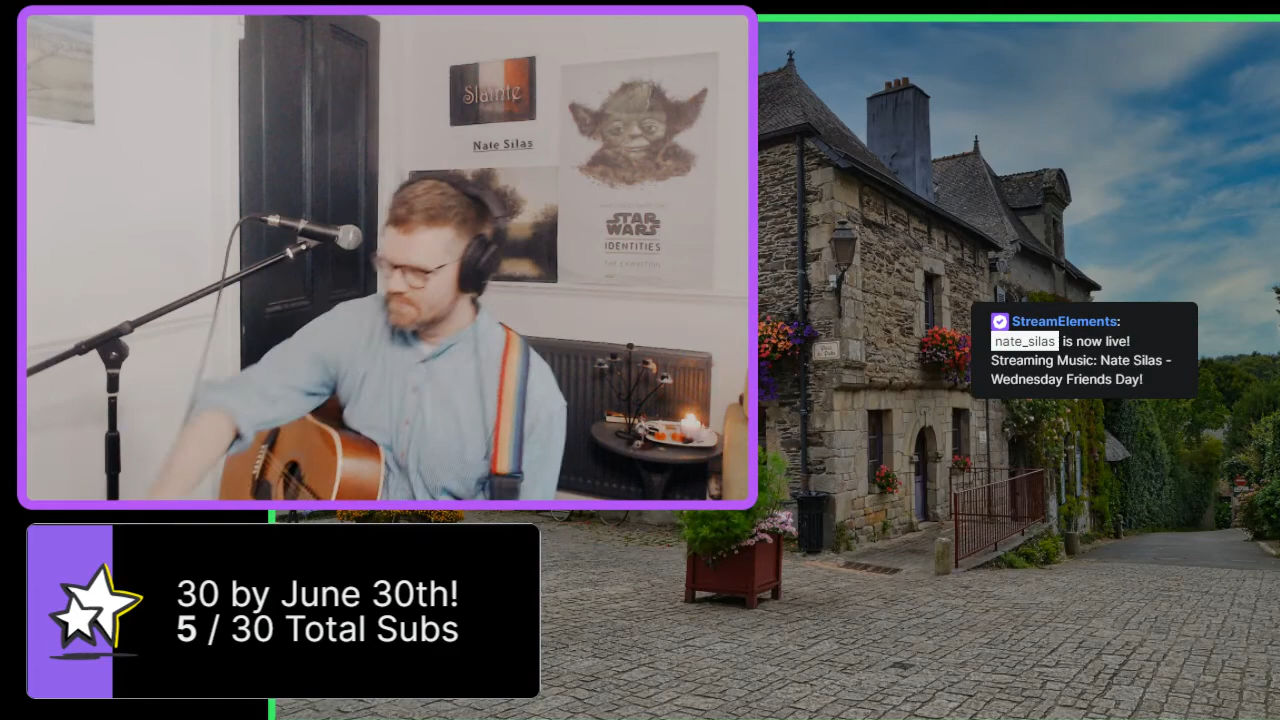 Slainte
Nate Silas
STAR
WARS
IDENTITIES
StreamElements:
nate_silas is now live!
Streaming Music: Nate Silas -
Wednesday Friends Day!
30 by June 30th!
5 / 30 Total Subs